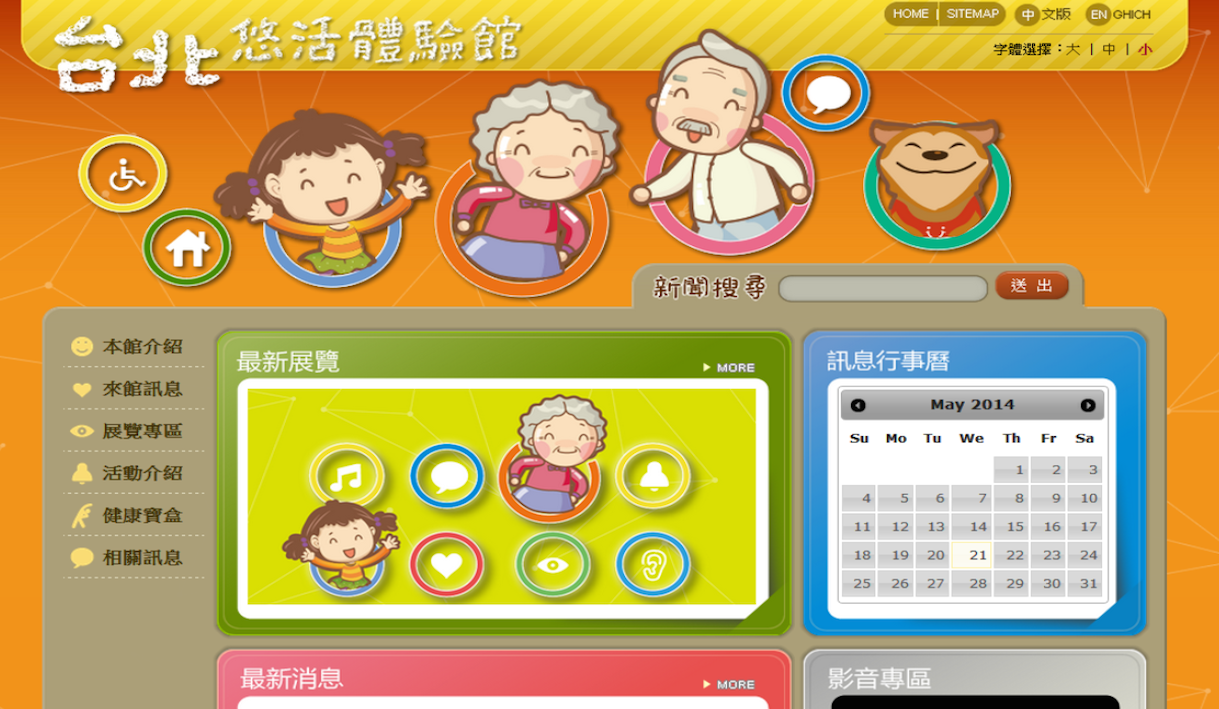 台北悠活體驗館
HOME | SITEMAP 中 文版 EN GHICH
字體選擇：大 | 中 | 小
新聞搜尋 送出
本館介紹
來館訊息
展覽專區
活動介紹
健康寶盒
相關訊息
最新展覽
MORE
訊息行事曆
May 2014
Su Mo Tu We Th Fr Sa
1 2 3
4 5 6 7 8 9 10
11 12 13 14 15 16 17
18 19 20 21 22 23 24
25 26 27 28 29 30 31
最新消息
MORE
影音專區